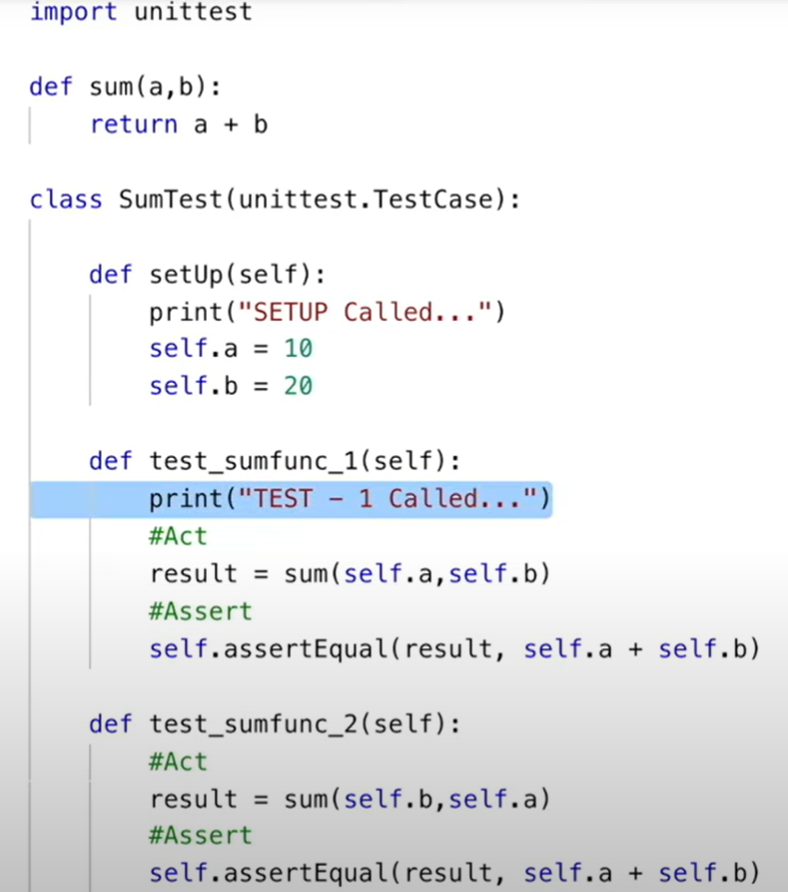 import unittest
def sum(a,b):
return a + b
class SumTest(unittest.TestCase):
def setUp(self):
print("SETUP Called...")
self.a = 10
self.b = 20
def test_sumfunc_1(self):
print("TEST – 1 Called...")
#Act
result = sum(self.a,self.b)
#Assert
self.assertEqual(result, self.a + self.b)
def test_sumfunc_2(self):
#Act
result = sum(self.b,self.a)
#Assert
self.assertEqual(result, self.a + self.b)